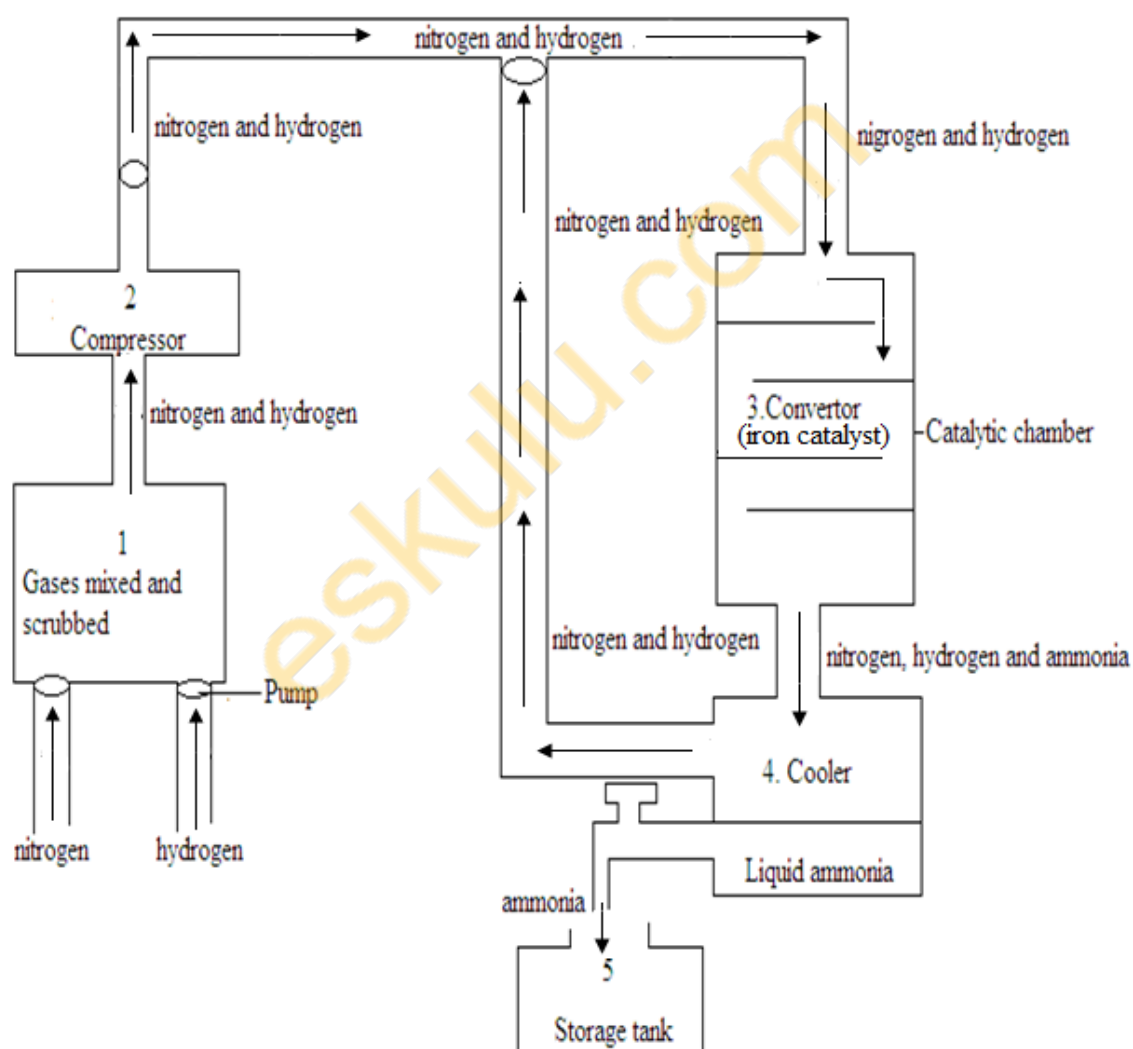 nitrogen and hydrogen
nitrogen and hydrogen
nigrogen and hydrogen
nitrogen and hydrogen
2
Compressor
nitrogen and hydrogen
3.Convertor
(iron catalyst)
Catalytic chamber
1
Gases mixed and
scrubbed
nitrogen and hydrogen
nitrogen, hydrogen and ammonia
Pump
4. Cooler
nitrogen
hydrogen
Liquid ammonia
ammonia
5
Storage tank
eskulu.com